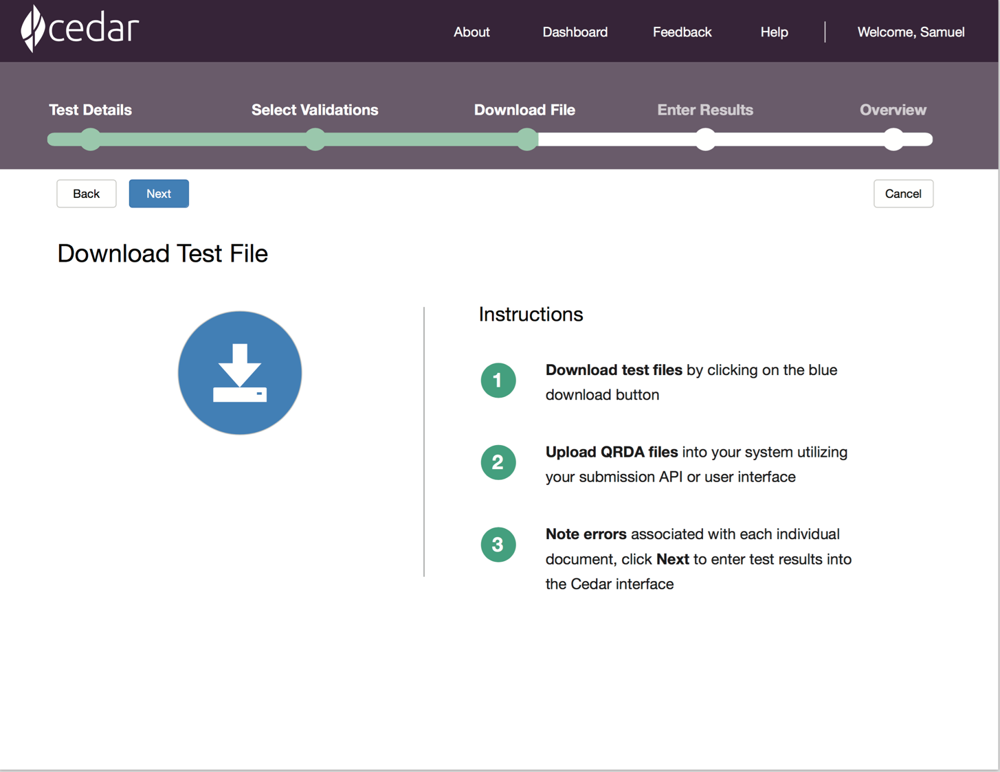 cedar
About
Dashboard
Feedback
Help
Welcome, Samuel
Test Details
Select Validations
Download File
Enter Results
Overview
Back
Next
Cancel
Download Test File
Instructions
1
Download test files by clicking on the blue
download button
2
Upload QRDA files into your system utilizing
your submission API or user interface
3
Note errors associated with each individual
document, click Next to enter test results into
the Cedar interface